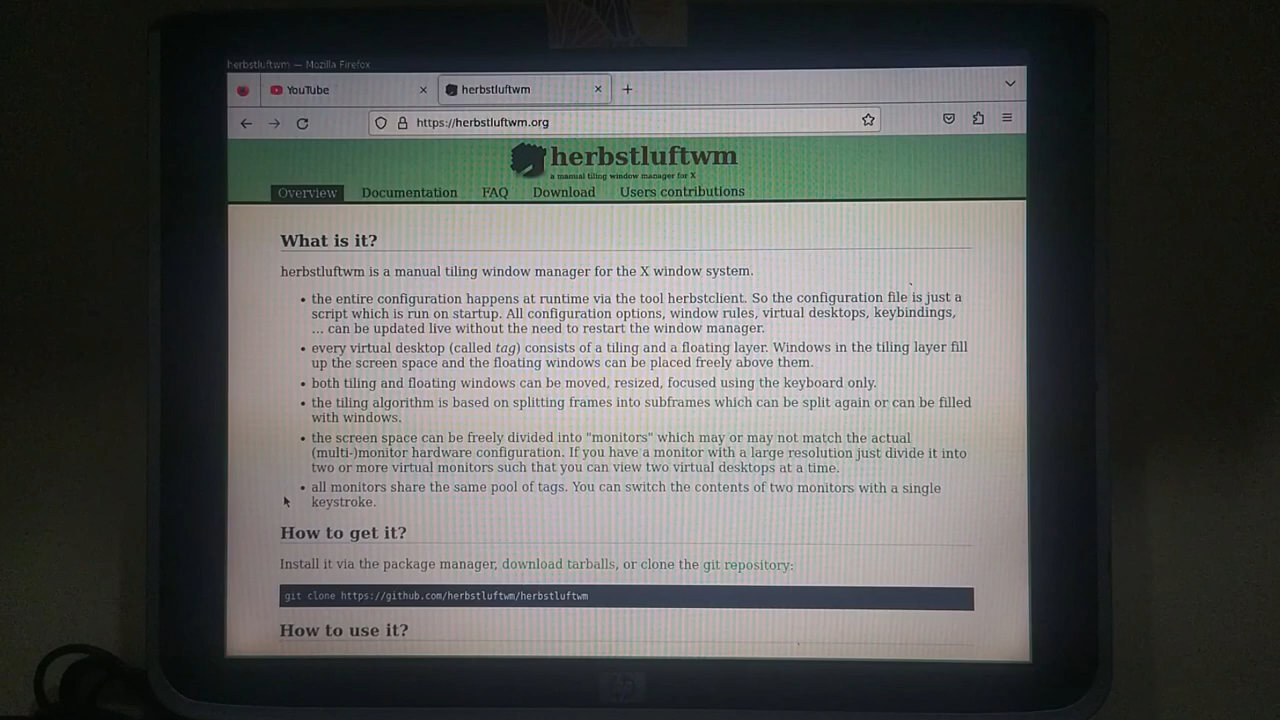 herbstluftwm — Mozilla Firefox
YouTube
herbstluftwm
https://herbstluftwm.org
herbstluftwm
a manual tiling window manager for X
Overview Documentation FAQ Download Users contributions
What is it?
herbstluftwm is a manual tiling window manager for the X window system.
• the entire configuration happens at runtime via the tool herbstclient. So the configuration file is just a
script which is run on startup. All configuration options, window rules, virtual desktops, keybindings,
... can be updated live without the need to restart the window manager.
• every virtual desktop (called tag) consists of a tiling and a floating layer. Windows in the tiling layer fill
up the screen space and the floating windows can be placed freely above them.
• both tiling and floating windows can be moved, resized, focused using the keyboard only.
• the tiling algorithm is based on splitting frames into subframes which can be split again or can be filled
with windows.
• the screen space can be freely divided into "monitors" which may or may not match the actual
(multi-)monitor hardware configuration. If you have a monitor with a large resolution just divide it into
two or more virtual monitors such that you can view two virtual desktops at a time.
• all monitors share the same pool of tags. You can switch the contents of two monitors with a single
keystroke.
How to get it?
Install it via the package manager, download tarballs, or clone the git repository:
git clone https://github.com/herbstluftwm/herbstluftwm
How to use it?
hp